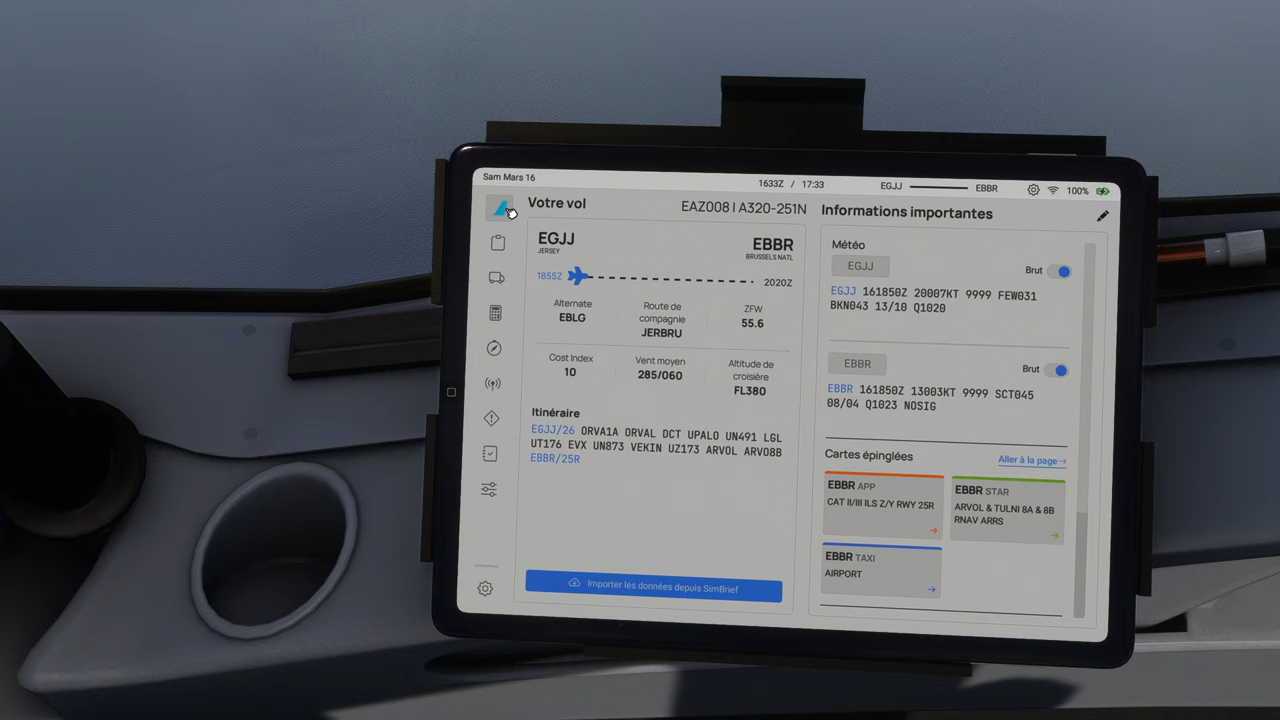 Sam Mars 16
1633Z / 17:33
EGJJ EBBR
100%
Votre vol
EAZ008 | A320-251N
EGJJ
JERSEY
EBBR
BRUSSELS NATL
1855Z
2020Z
Alternate
EBLG
Route de
compagnie
JERBRU
ZFW
55.6
Cost Index
10
Vent moyen
285/060
Altitude de
croisière
FL380
Itinéraire
EGJJ/26 ORVA1A ORVAL DCT UPALO UN491 LGL
UT176 EVX UN873 VEKIN UZ173 ARVOL ARVO8B
EBBR/25R
Importer les données depuis SimBrief
Informations importantes
Météo
EGJJ
Brut
EGJJ 161850Z 20007KT 9999 FEW031
BKN043 13/10 Q1020
EBBR
Brut
EBBR 161850Z 13003KT 9999 SCT045
08/04 Q1023 NOSIG
Cartes épinglées
Aller à la page→
EBBR APP
CAT II/III ILS Z/Y RWY 25R
EBBR STAR
ARVOL & TULNI 8A & 8B
RNAV ARRS
EBBR TAXI
AIRPORT